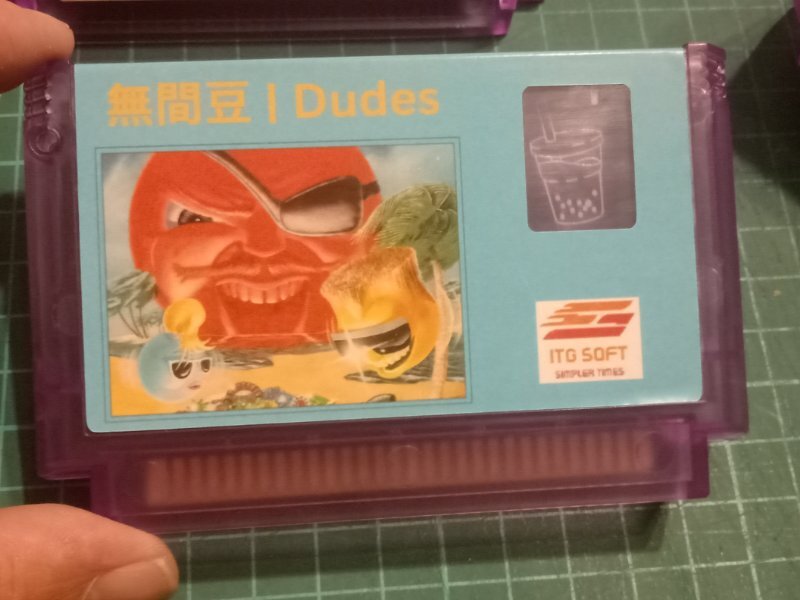 無間豆 | Dudes
ITG SOFT
SIMPLER TIMES